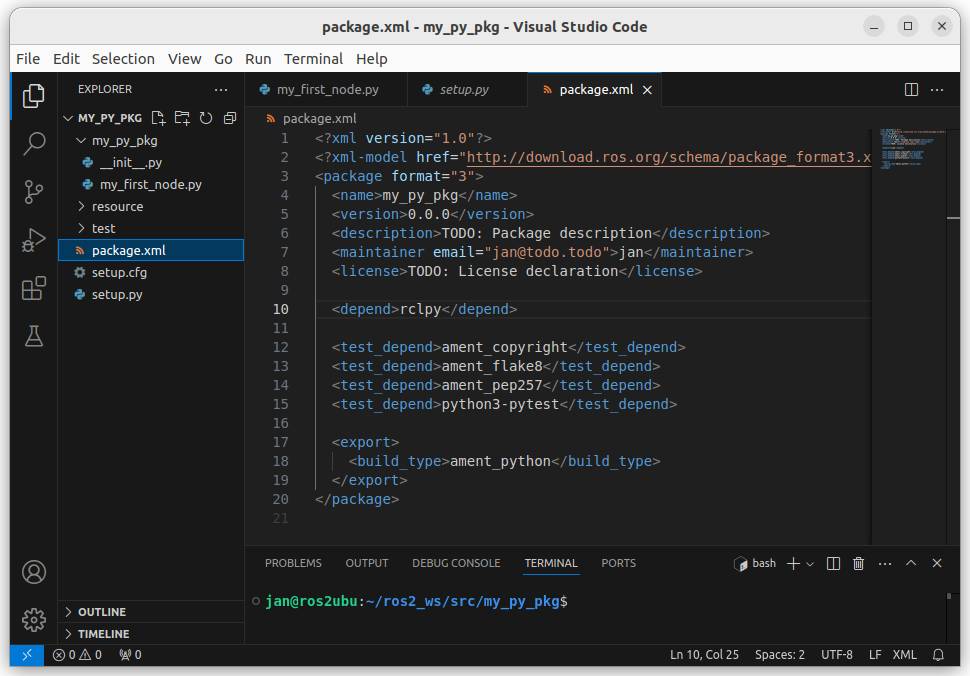 package.xml - my_py_pkg - Visual Studio Code
File Edit Selection View Go Run Terminal Help
EXPLORER
MY_PY_PKG
my_py_pkg
__init__.py
my_first_node.py
resource
test
package.xml
setup.cfg
setup.py
OUTLINE
TIMELINE
my_first_node.py setup.py package.xml
package.xml
1 <?xml version="1.0"?>
2 <?xml-model href="http://download.ros.org/schema/package_format3.x
3 <package format="3">
4 <name>my_py_pkg</name>
5 <version>0.0.0</version>
6 <description>TODO: Package description</description>
7 <maintainer email="jan@todo.todo">jan</maintainer>
8 <license>TODO: License declaration</license>
9
10 <depend>rclpy</depend>
11
12 <test_depend>ament_copyright</test_depend>
13 <test_depend>ament_flake8</test_depend>
14 <test_depend>ament_pep257</test_depend>
15 <test_depend>python3-pytest</test_depend>
16
17 <export>
18 <build_type>ament_python</build_type>
19 </export>
20 </package>
21
PROBLEMS OUTPUT DEBUG CONSOLE TERMINAL PORTS bash
jan@ros2ubu:~/ros2_ws/src/my_py_pkg$
0 0 0 Ln 10, Col 25 Spaces: 2 UTF-8 LF XML